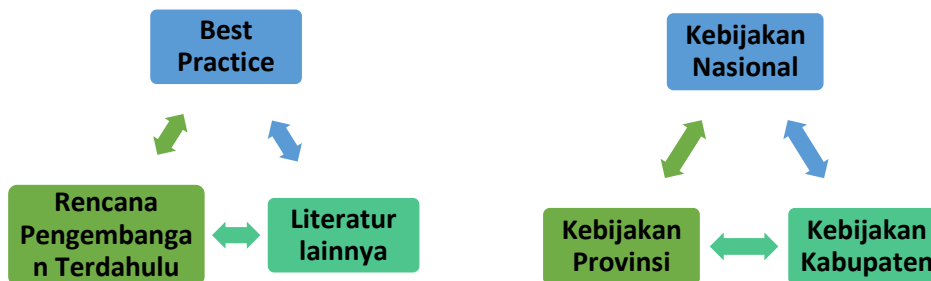 Best
Practice
Rencana
Pengembanga
n Terdahulu
Literatur
lainnya
Kebijakan
Nasional
Kebijakan
Provinsi
Kebijakan
Kabupaten